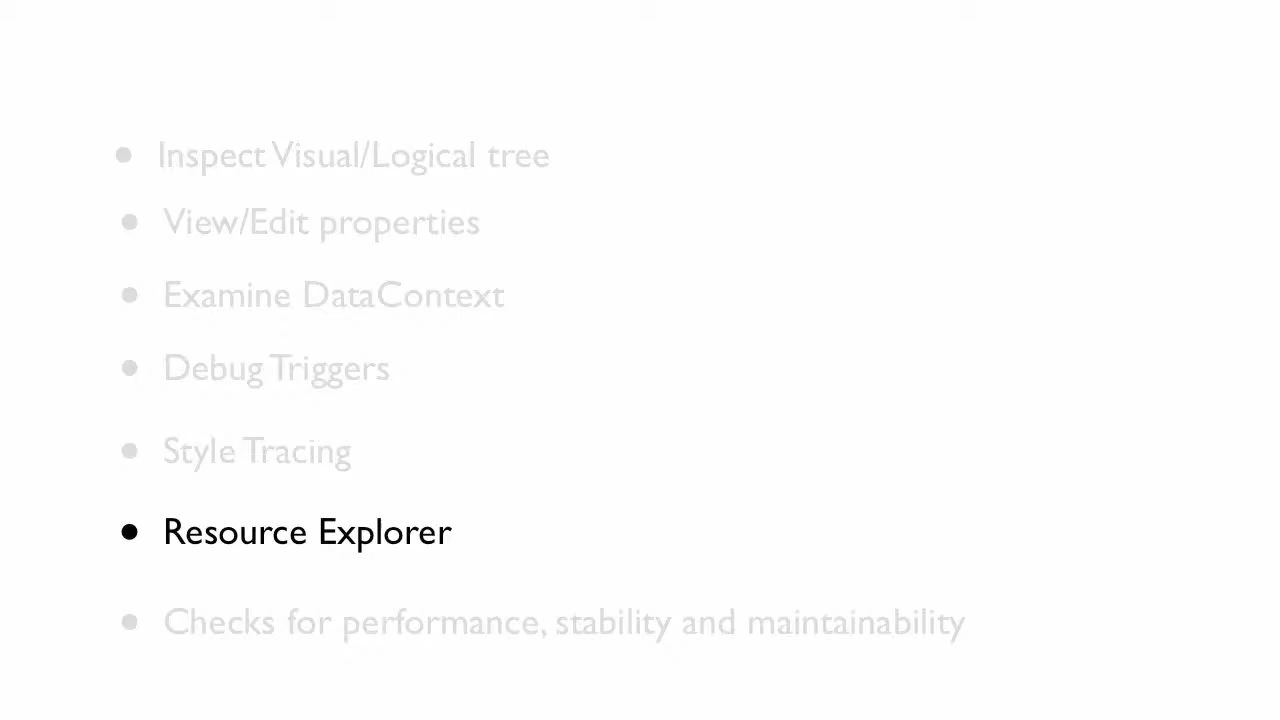 • Inspect Visual/Logical tree
• View/Edit properties
• Examine DataContext
• Debug Triggers
• Style Tracing
• Resource Explorer
• Checks for performance, stability and maintainability